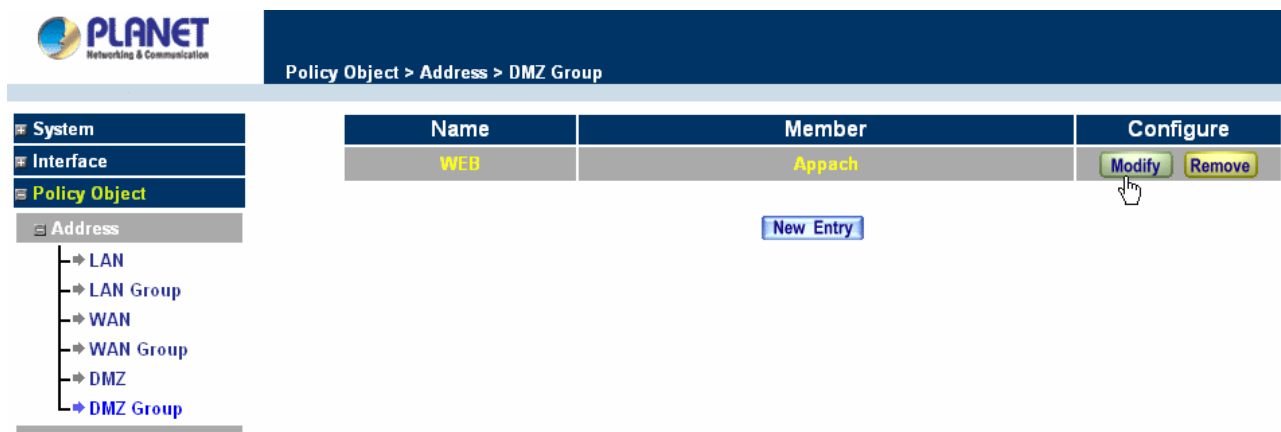 PLANET
Networking & Communication
Policy Object > Address > DMZ Group
System
Interface
Policy Object
Address
LAN
LAN Group
WAN
WAN Group
DMZ
DMZ Group
Name Member Configure
WEB Appach Modify Remove
New Entry